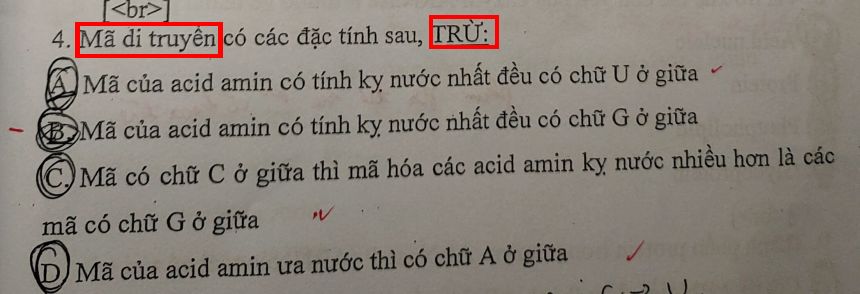 [<br>]
4. Mã di truyền có các đặc tính sau, TRỪ:
A. Mã của acid amin có tính kỵ nước nhất đều có chữ U ở giữa
B. Mã của acid amin có tính kỵ nước nhất đều có chữ G ở giữa
C. Mã có chữ C ở giữa thì mã hóa các acid amin kỵ nước nhiều hơn là các
mã có chữ G ở giữa
D. Mã của acid amin ưa nước thì có chữ A ở giữa